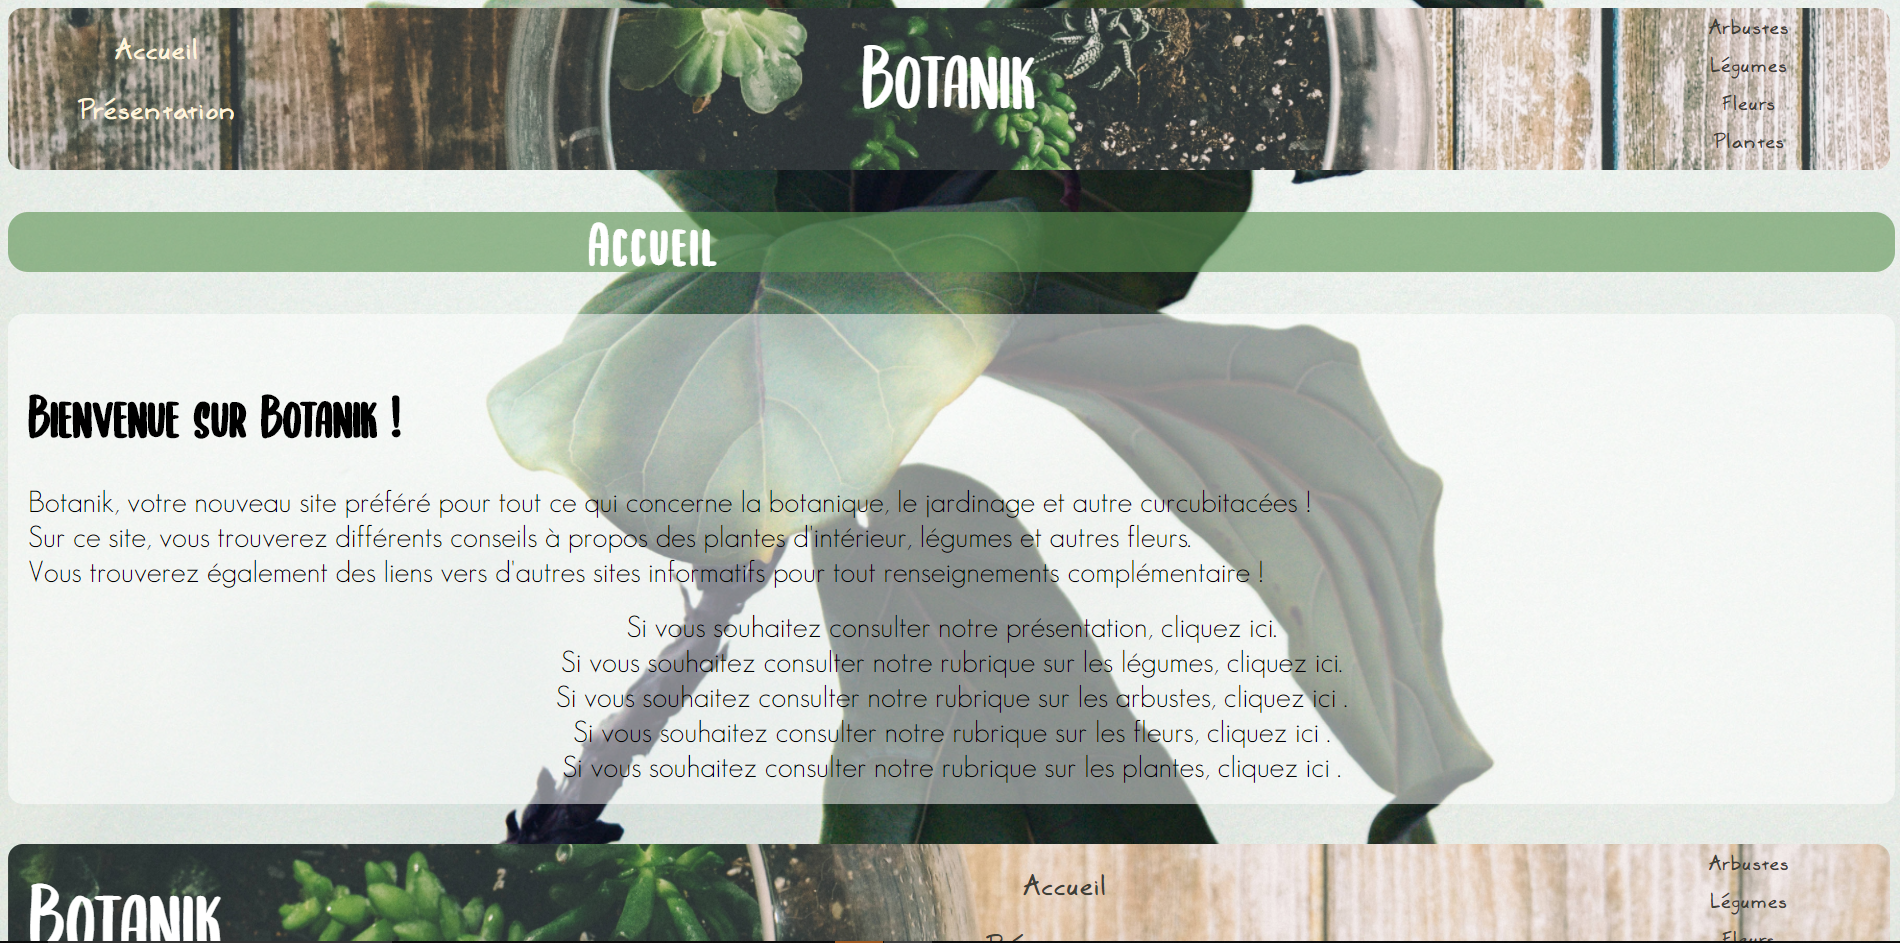 Accueil
Présentation
Botanik
Arbustes
Légumes
Fleurs
Plantes
Accueil
Bienvenue sur Botanik !
Botanik, votre nouveau site préféré pour tout ce qui concerne la botanique, le jardinage et autre curcubitacées !
Sur ce site, vous trouverez différents conseils à propos des plantes d'intérieur, légumes et autres fleurs.
Vous trouverez également des liens vers d'autres sites informatifs pour tout renseignements complémentaire !
Si vous souhaitez consulter notre présentation, cliquez ici.
Si vous souhaitez consulter notre rubrique sur les légumes, cliquez ici.
Si vous souhaitez consulter notre rubrique sur les arbustes, cliquez ici .
Si vous souhaitez consulter notre rubrique sur les fleurs, cliquez ici .
Si vous souhaitez consulter notre rubrique sur les plantes, cliquez ici .
Botanik
Accueil
Arbustes
Légumes
Fleurs